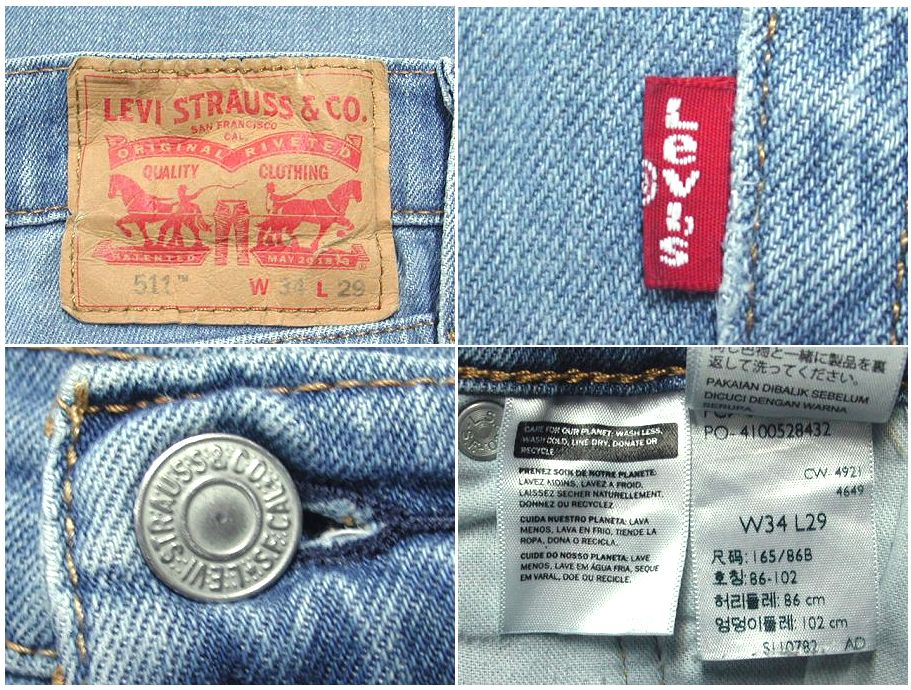 LEVI STRAUSS & CO.
SAN FRANCISCO
CAL.
ORIGINAL RIVETED
QUALITY CLOTHING
PATENTED MAY 20 1873
511™ W 34 L 29
Levi's
®
LEVI STRAUSS & CO.
返して洗ってください。
PAKAIAN DIBALIK SEBELUM
DICUCI DENGAN WARNA
SERUPA
CARE FOR OUR PLANET: WASH LESS,
WASH COLD, LINE DRY, DONATE OR
RECYCLE
PRENEZ SOIN DE NOTRE PLANETE:
LAVEZ MOINS, LAVEZ A FROID,
LAISSEZ SECHER NATURELLEMENT,
DONNEZ OU RECYCLEZ
CUIDA NUESTRO PLANETA: LAVA
MENOS, LAVA EN FRIO, TIENDE LA
ROPA, DONA O RECICLA.
CUIDE DO NOSSO PLANETA: LAVE
MENOS, LAVE EM ÁGUA FRIA, SEQUE
EM VARAL, DOE OU RECICLE.
PO- 4100528432
CW- 4921
4649
W34 L29
尺码: 165/86B
호칭: 86-102
허리둘레: 86 cm
엉덩이둘레: 102 cm
S110782 AD